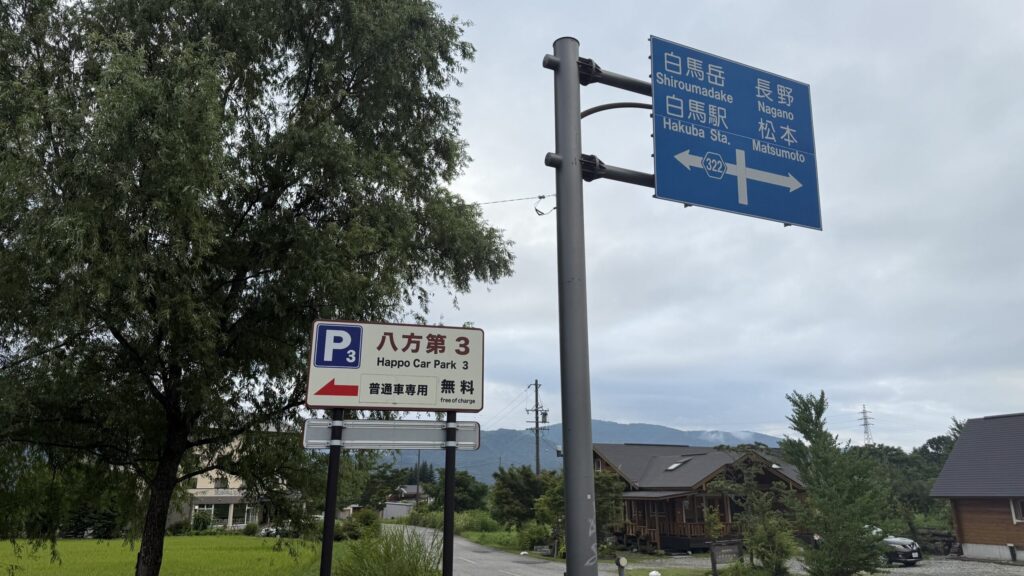 白馬岳
Shiroumadake
白馬駅
Hakuba Sta.
長野
Nagano
松本
Matsumoto
322
P3
八方第3
Happo Car Park 3
普通車専用
無料
free of charge